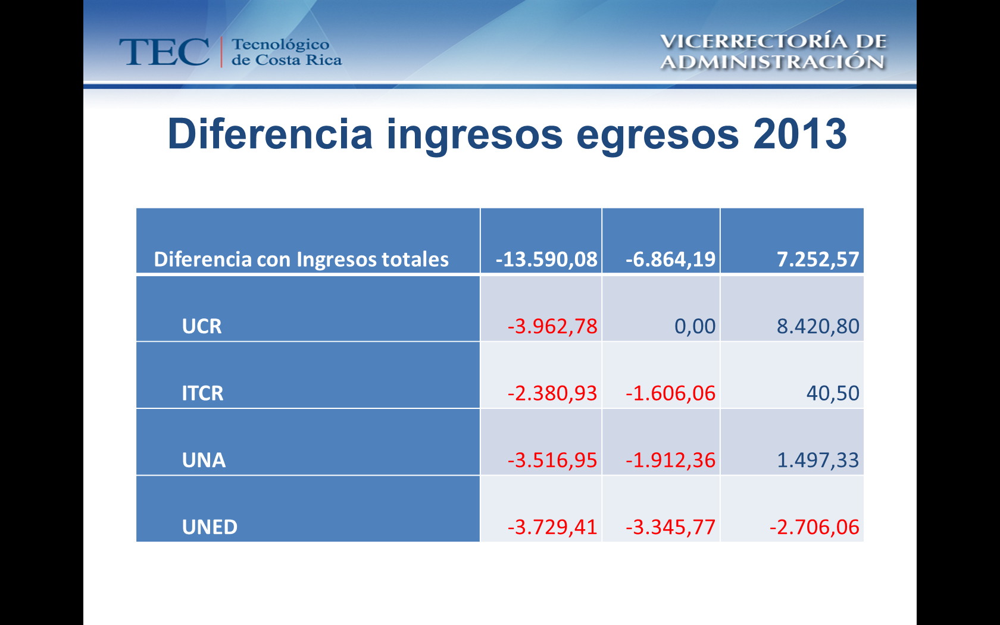 TEC Tecnológico
de Costa Rica
VICERRECTORÍA DE
ADMINISTRACIÓN
Diferencia ingresos egresos 2013
Diferencia con Ingresos totales -13.590,08 -6.864,19 7.252,57
UCR -3.962,78 0,00 8.420,80
ITCR -2.380,93 -1.606,06 40,50
UNA -3.516,95 -1.912,36 1.497,33
UNED -3.729,41 -3.345,77 -2.706,06